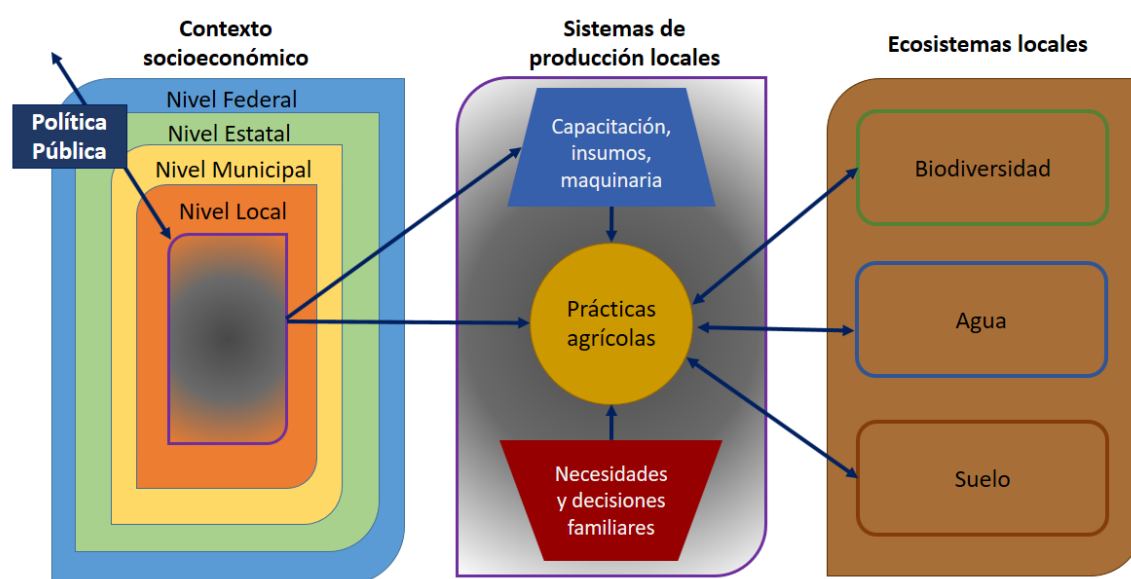 Contexto
socioeconómico
Nivel Federal
Política
Pública
Nivel Estatal
Nivel Municipal
Nivel Local
Sistemas de
producción locales
Capacitación,
insumos,
maquinaria
Prácticas
agrícolas
Necesidades
y decisiones
familiares
Ecosistemas locales
Biodiversidad
Agua
Suelo